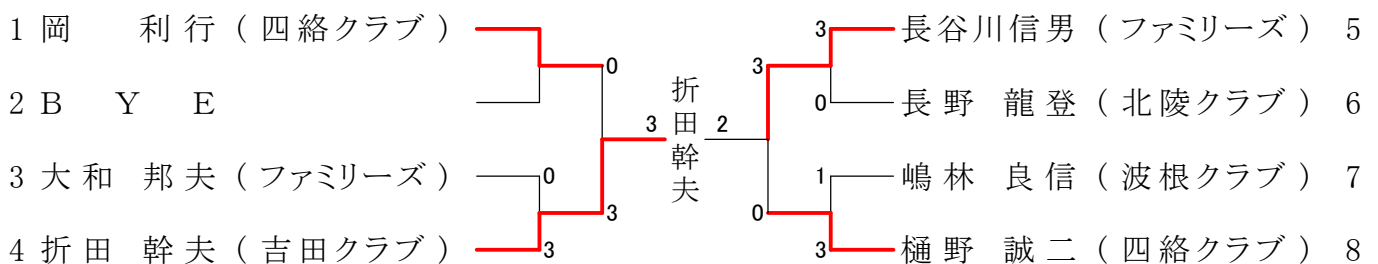 1 岡 利行 (四絡クラブ)
2 B Y E
3 大和 邦夫 (ファミリーズ)
4 折田 幹夫 (吉田クラブ)
0
0
3
3
3
折田幹夫
2
3
3
0
1
0
3
長谷川信男 (ファミリーズ) 5
長野 龍登 (北陵クラブ) 6
嶋林 良信 (波根クラブ) 7
樋野 誠二 (四絡クラブ) 8